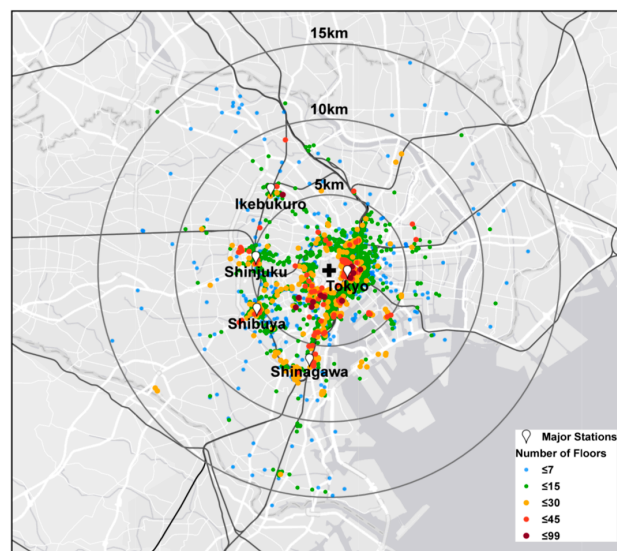 15km
10km
5km
Ikebukuro
Shinjuku
Tokyo
Shibuya
Shinagawa
Major Stations
Number of Floors
≤7
≤15
≤30
≤45
≤99